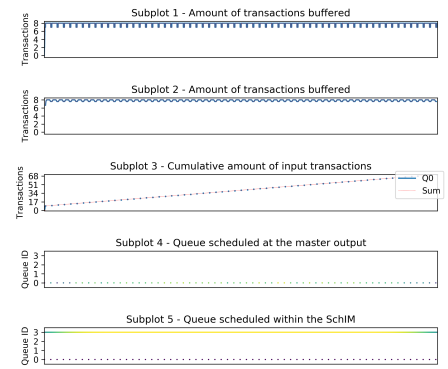 Subplot 1 - Amount of transactions buffered
Transactions
8
6
4
2
0
Subplot 2 - Amount of transactions buffered
Transactions
8
6
4
2
0
Subplot 3 - Cumulative amount of input transactions
Transactions
68
51
34
17
0
Q0
Sum
Subplot 4 - Queue scheduled at the master output
Queue ID
3
2
1
0
Subplot 5 - Queue scheduled within the SchIM
Queue ID
3
2
1
0